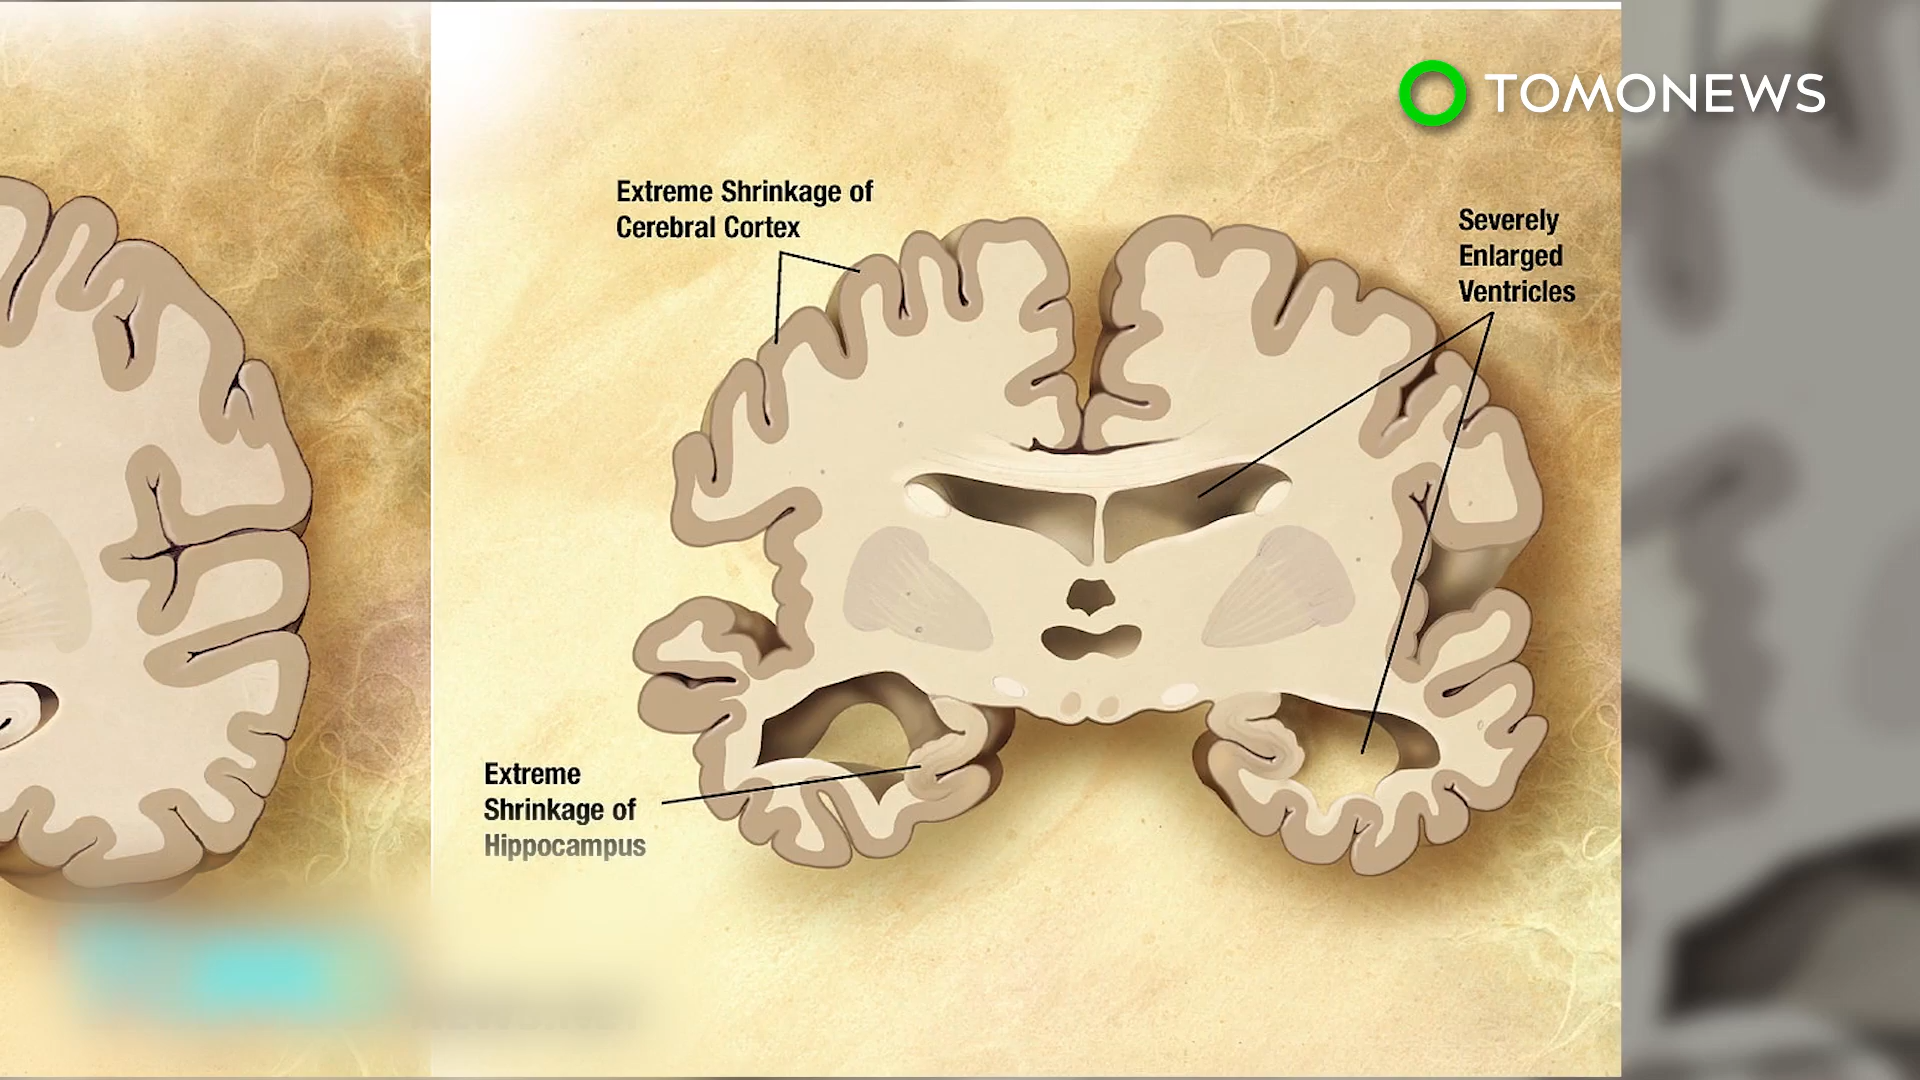 TOMONEWS
Extreme Shrinkage of
Cerebral Cortex
Severely
Enlarged
Ventricles
Extreme
Shrinkage of
Hippocampus